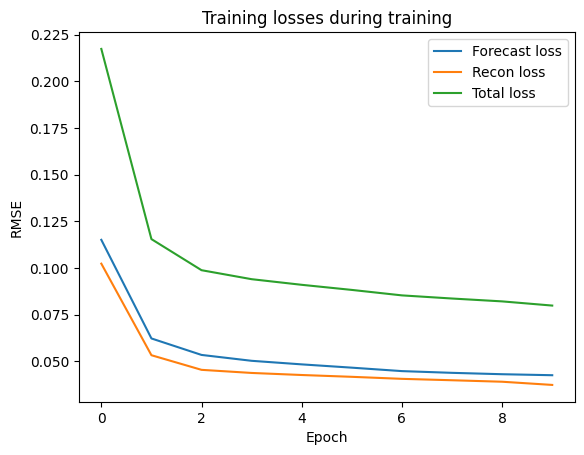 Training losses during training
0.225
0.200
0.175
0.150
0.125
0.100
0.075
0.050
RMSE
Forecast loss
Recon loss
Total loss
0 2 4 6 8
Epoch